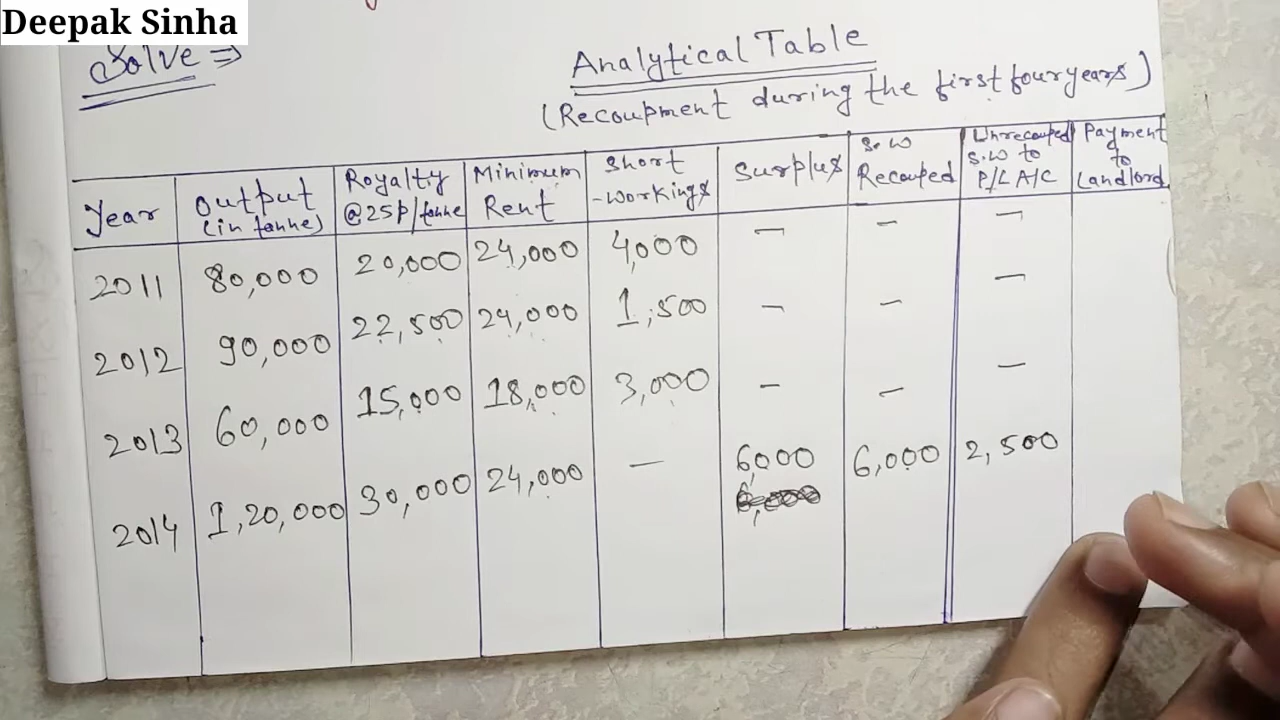 Deepak Sinha
Solve ⇒
Analytical Table
(Recoupment during the first four years)
Year | Output (in tonne) | Royalty @25p/tonne | Minimum Rent | Short -workings | Surplus | S.W Recouped | Unrecouped S.W to P/L A/C | Payment to Landlord
2011 | 80,000 | 20,000 | 24,000 | 4,000 | — | — | — |
2012 | 90,000 | 22,500 | 24,000 | 1,500 | — | — | — |
2013 | 60,000 | 15,000 | 18,000 | 3,000 | — | — | — |
2014 | 1,20,000 | 30,000 | 24,000 | — | 6,000 | 6,000 | 2,500 |